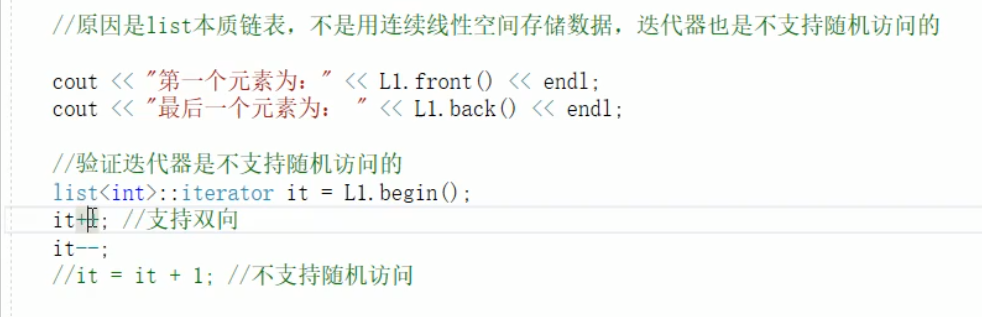 //原因是list本质链表，不是用连续线性空间存储数据，迭代器也是不支持随机访问的
cout << "第一个元素为：" << L1.front() << endl;
cout << "最后一个元素为： " << L1.back() << endl;
//验证迭代器是不支持随机访问的
list<int>::iterator it = L1.begin();
it++; //支持双向
it--;
//it = it + 1; //不支持随机访问